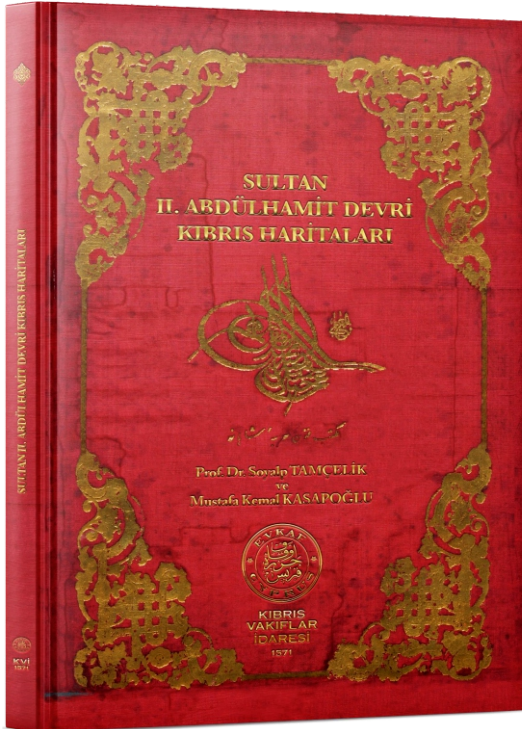 SULTAN
II. ABDÜLHAMİT DEVRİ
KIBRIS HARİTALARI
Prof. Dr. Soyalp TAMÇELİK
ve
Mustafa Kemal KASAPOĞLU
EVKAF
CYPRUS
KIBRIS
VAKIFLAR
İDARESİ
1571
SULTAN II. ABDÜLHAMİT DEVRİ KIBRIS HARİTALARI
KVİ
1571